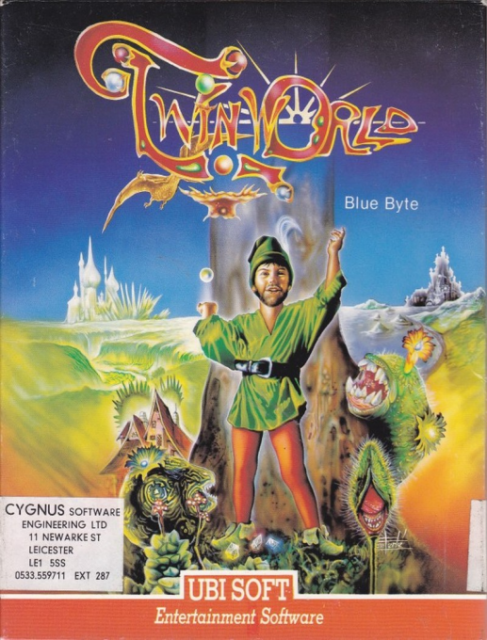 TWINWORLD
Blue Byte
CYGNUS SOFTWARE
ENGINEERING LTD
11 NEWARKE ST
LEICESTER
LE1 5SS
0533.559711 EXT 287
UBI SOFT
Entertainment Software